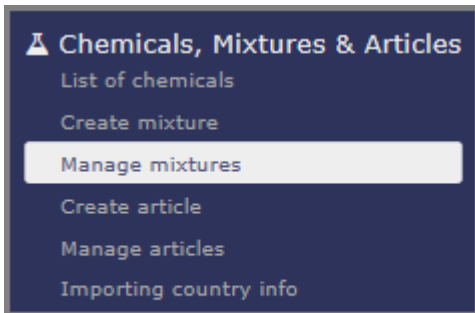 Chemicals, Mixtures & Articles
List of chemicals
Create mixture
Manage mixtures
Create article
Manage articles
Importing country info